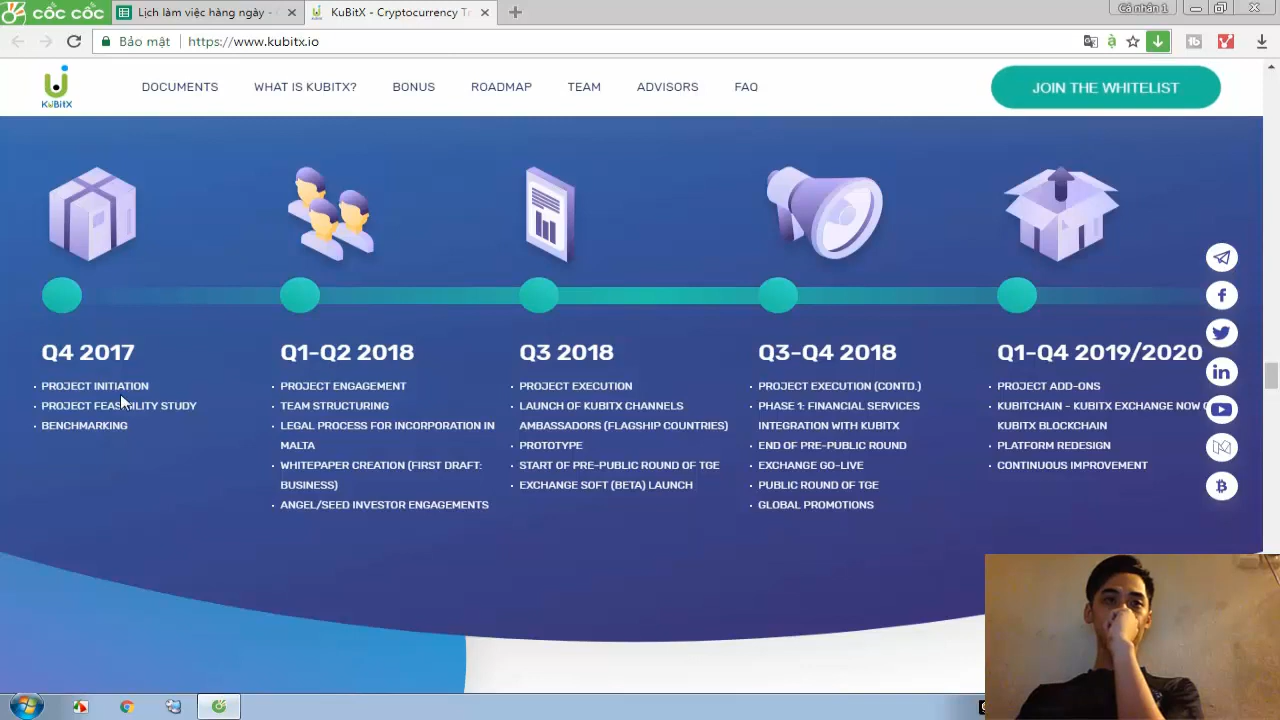 cốc cốc
Lịch làm việc hàng ngày -
KuBitX - Cryptocurrency Tr
Cá nhân 1
Bảo mật
https://www.kubitx.io
KuBitX
DOCUMENTS
WHAT IS KUBITX?
BONUS
ROADMAP
TEAM
ADVISORS
FAQ
JOIN THE WHITELIST
Q4 2017
PROJECT INITIATION
PROJECT FEASIBILITY STUDY
BENCHMARKING
Q1-Q2 2018
PROJECT ENGAGEMENT
TEAM STRUCTURING
LEGAL PROCESS FOR INCORPORATION IN
MALTA
WHITEPAPER CREATION (FIRST DRAFT:
BUSINESS)
ANGEL/SEED INVESTOR ENGAGEMENTS
Q3 2018
PROJECT EXECUTION
LAUNCH OF KUBITX CHANNELS
AMBASSADORS (FLAGSHIP COUNTRIES)
PROTOTYPE
START OF PRE-PUBLIC ROUND OF TGE
EXCHANGE SOFT (BETA) LAUNCH
Q3-Q4 2018
PROJECT EXECUTION (CONTD.)
PHASE 1: FINANCIAL SERVICES
INTEGRATION WITH KUBITX
END OF PRE-PUBLIC ROUND
EXCHANGE GO-LIVE
PUBLIC ROUND OF TGE
GLOBAL PROMOTIONS
Q1-Q4 2019/2020
PROJECT ADD-ONS
KUBITCHAIN - KUBITX EXCHANGE NOW
KUBITX BLOCKCHAIN
PLATFORM REDESIGN
CONTINUOUS IMPROVEMENT